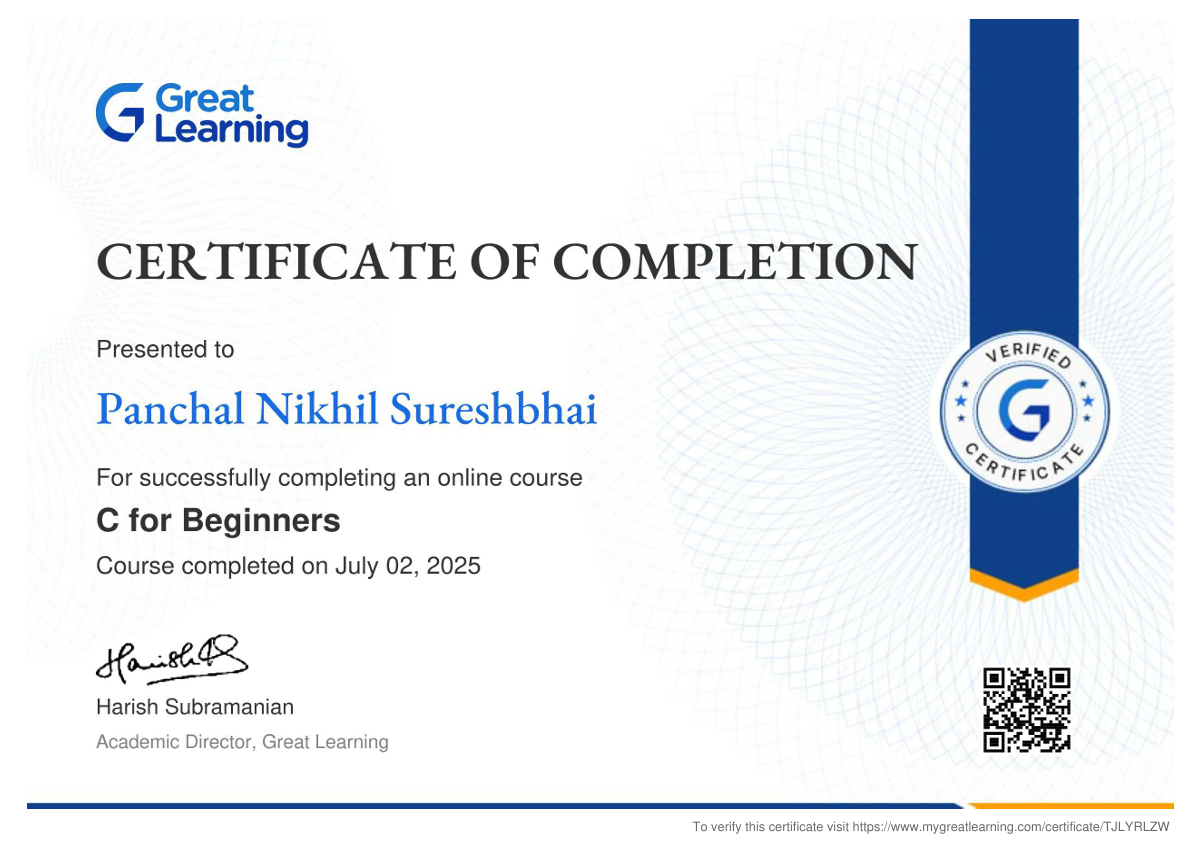 Great
Learning
CERTIFICATE OF COMPLETION
Presented to
Panchal Nikhil Sureshbhai
VERIFIED
CERTIFICATE
For successfully completing an online course
C for Beginners
Course completed on July 02, 2025
Harish
Harish Subramanian
Academic Director, Great Learning
To verify this certificate visit https://www.mygreatlearning.com/certificate/TJLYRLZW